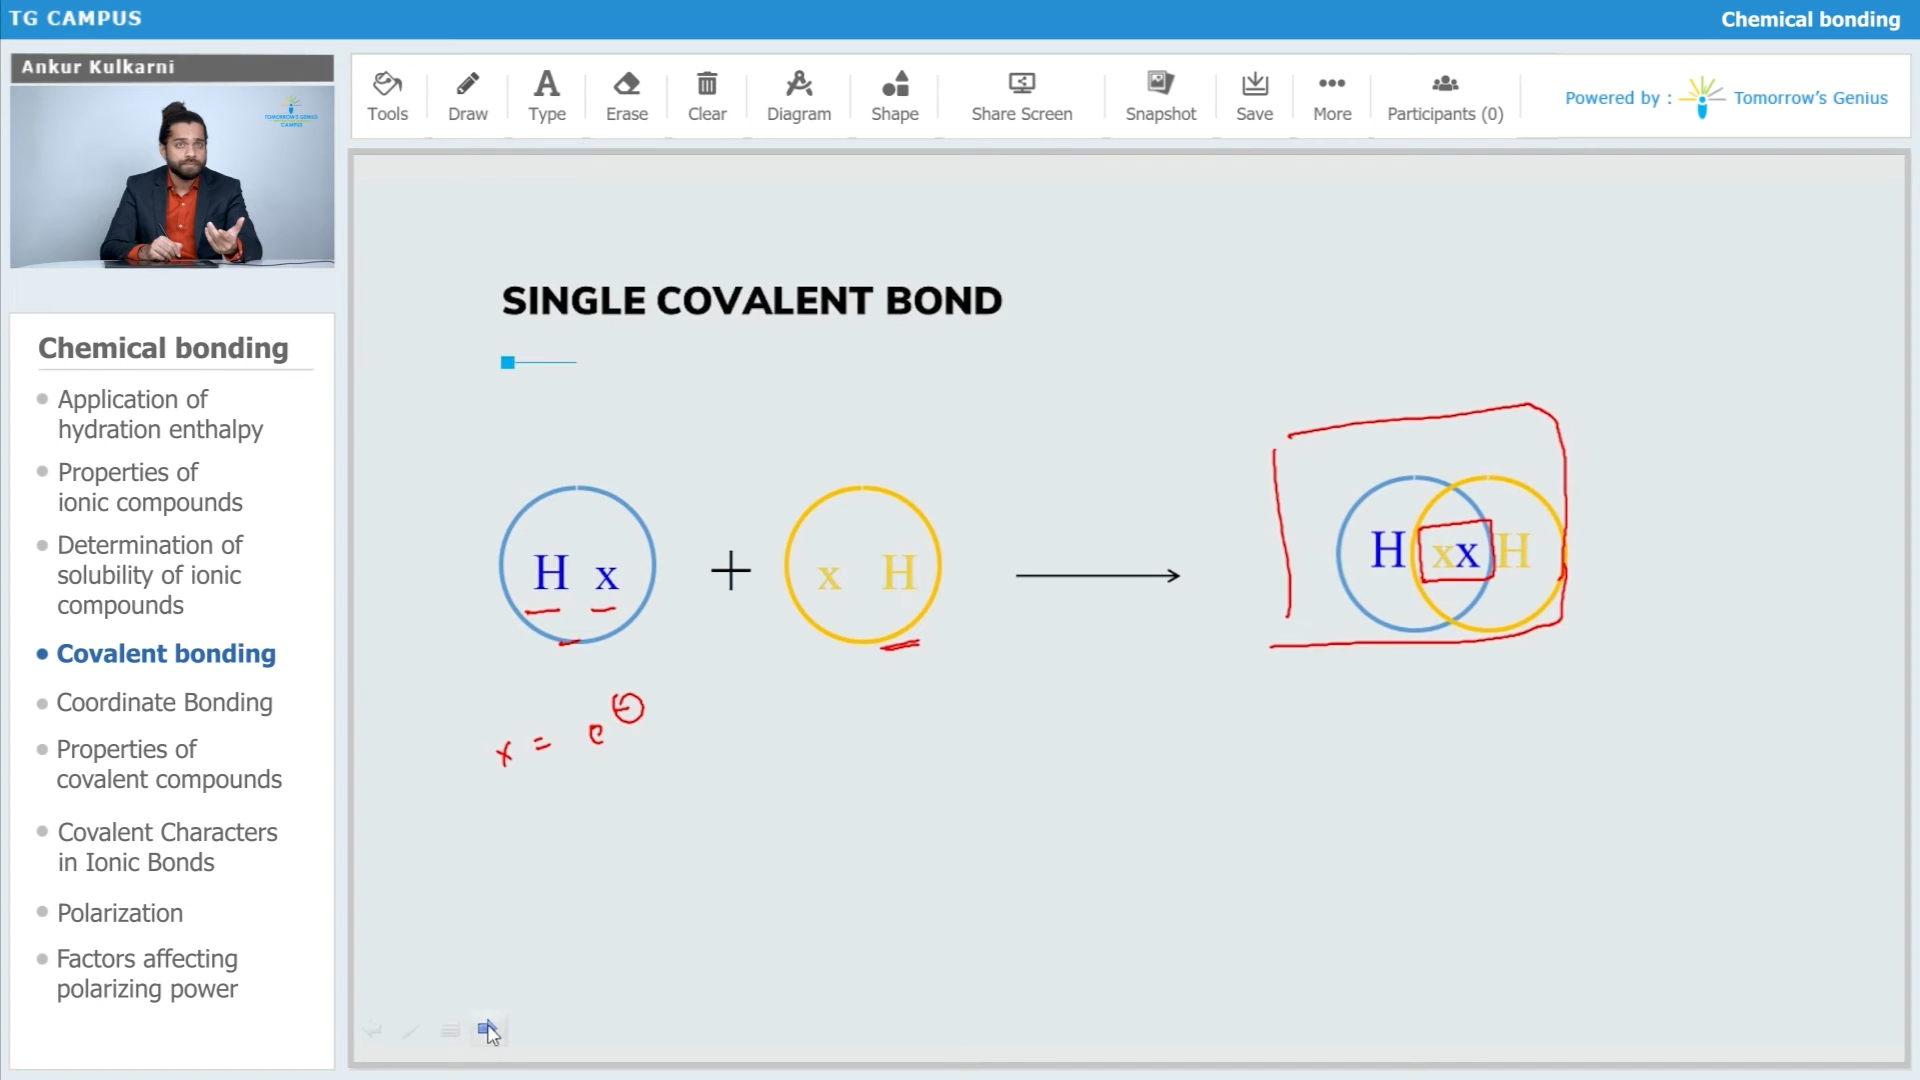 TG CAMPUS
Chemical bonding
Ankur Kulkarni
TOMORROW'S GENIUS
CAMPUS
Tools
Draw
Type
Erase
Clear
Diagram
Shape
Share Screen
Snapshot
Save
More
Participants (0)
Powered by :
Tomorrow's Genius
Chemical bonding
Application of
hydration enthalpy
Properties of
ionic compounds
Determination of
solubility of ionic
compounds
Covalent bonding
Coordinate Bonding
Properties of
covalent compounds
Covalent Characters
in Ionic Bonds
Polarization
Factors affecting
polarizing power
SINGLE COVALENT BOND
H x + x H → H xx H
x = e⊖